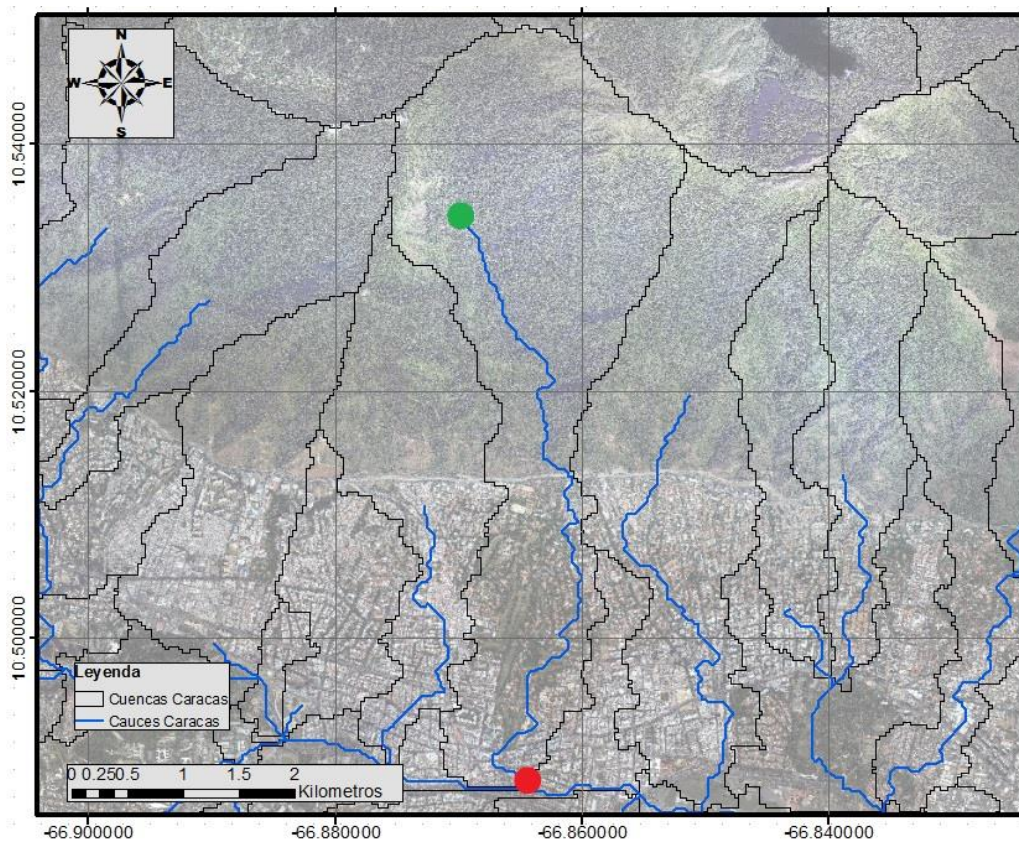 N
W E
S
10.540000
10.520000
10.500000
Leyenda
Cuencas Caracas
Cauces Caracas
0 0.250.5 1 1.5 2
Kilometros
-66.900000 -66.880000 -66.860000 -66.840000